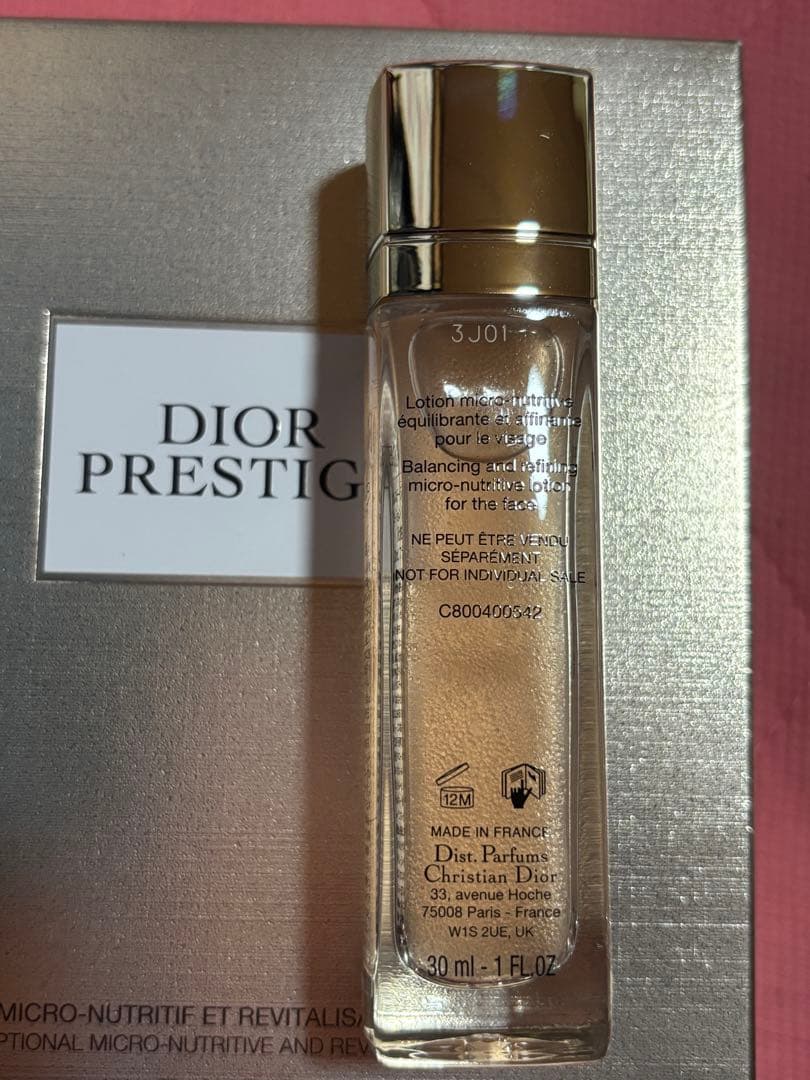 DIOR
PRESTIG
MICRO-NUTRITIF ET REVITALIS
PTIONAL MICRO-NUTRITIVE AND REV
3J01
Lotion micro-nutritive
équilibrante et affinante
pour le visage
Balancing and refining
micro-nutritive lotion
for the face
NE PEUT ÊTRE VENDU
SÉPARÉMENT
NOT FOR INDIVIDUAL SALE
C800400542
12M
MADE IN FRANCE
Dist. Parfums
Christian Dior
33, avenue Hoche
75008 Paris - France
W1S 2UE, UK
30 ml - 1 FL.OZ